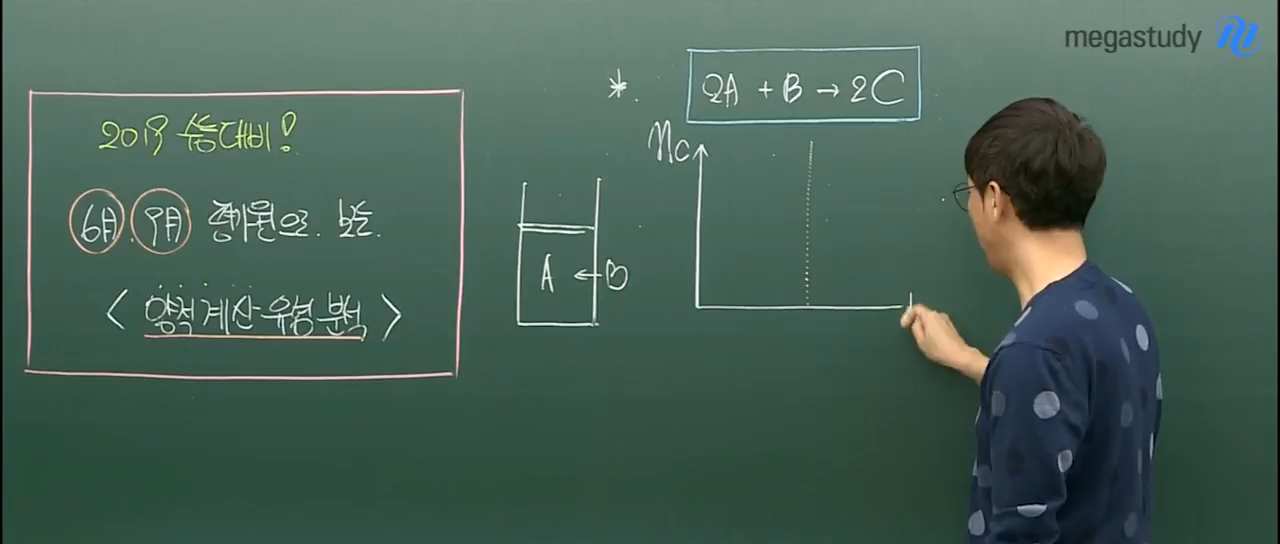 megastudy
2019 수능대비!
6月, 9月 평가원으로 보는.
< 양적계산 유형 분석 >
*. 2A + B → 2C
nc
A ← B